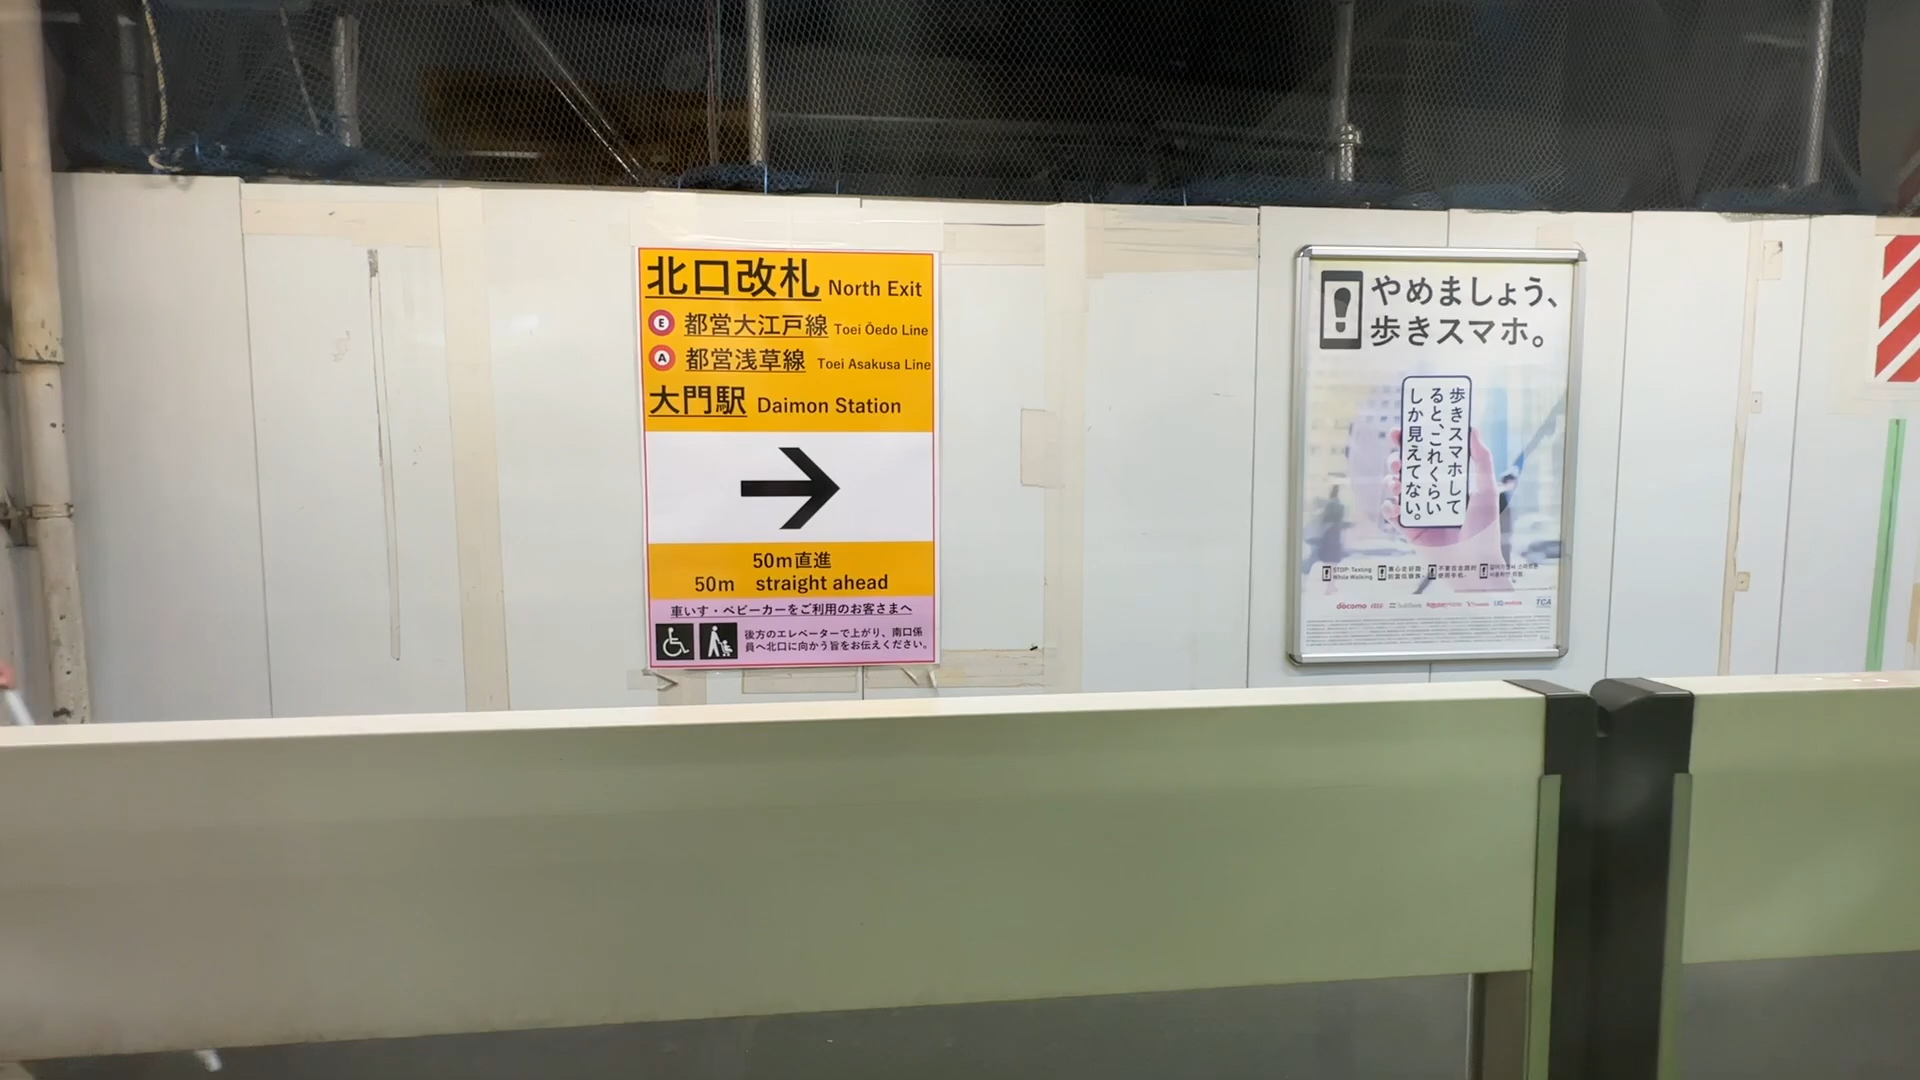 北口改札 North Exit
E 都営大江戸線 Toei Ōedo Line
A 都営浅草線 Toei Asakusa Line
大門駅 Daimon Station
50m直進
50m straight ahead
車いす・ベビーカーをご利用のお客さまへ
後方のエレベーターで上がり、南口係
員へ北口に向かう旨をお伝えください。
やめましょう、
歩きスマホ。
歩きスマホして
ると、これくらい
しか見えてない。
STOP: Texting
While Walking
docomo au SoftBank
TCA